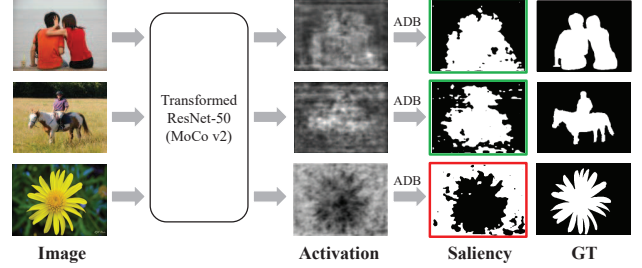 ADB
Transformed
ResNet-50
(MoCo v2)
ADB
ADB
Image
Activation
Saliency
GT